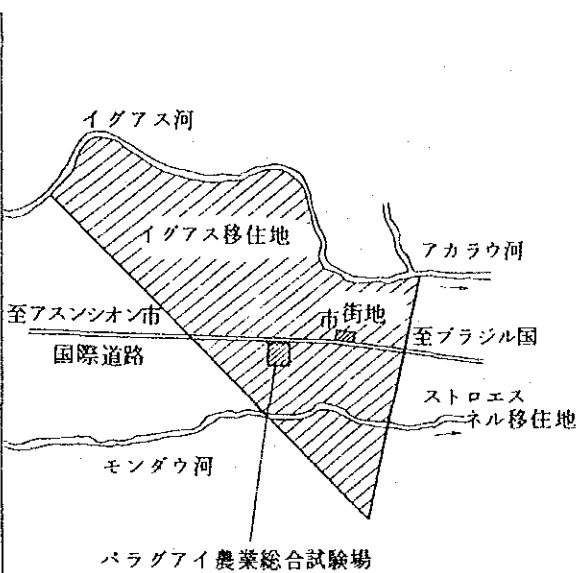 イグアス河
イグアス移住地
アカラウ河
至アスンシオン市
市街地
至ブラジル国
国際道路
ストロエス
ネル移住地
モンダウ河
パラグアイ農業総合試験場